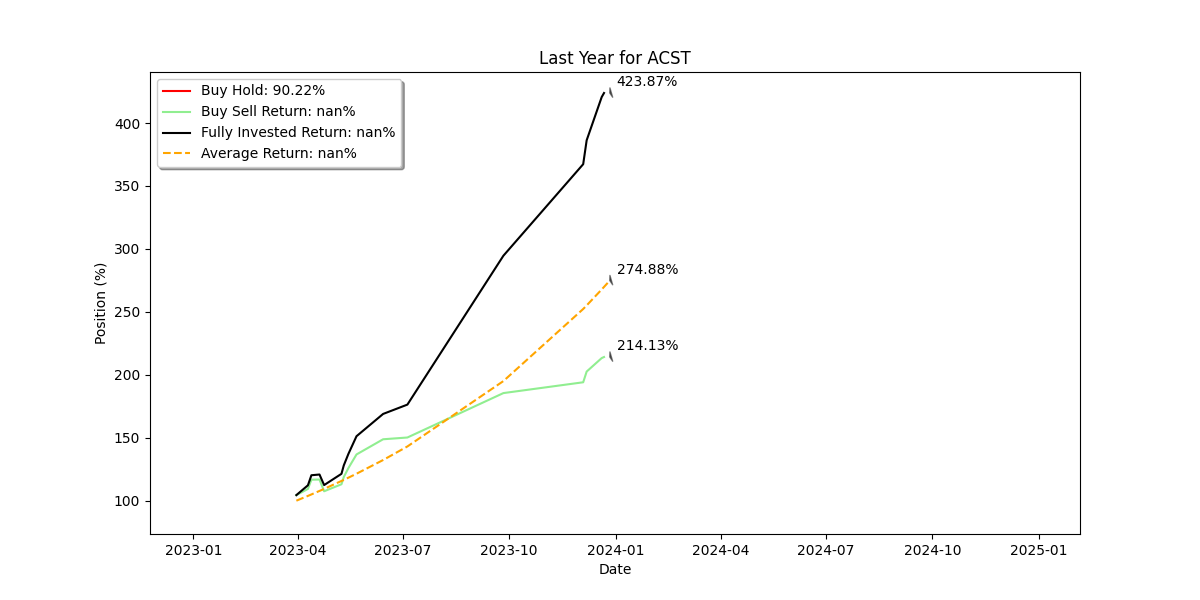 Last Year for ACST
423.87%
Buy Hold: 90.22%
Buy Sell Return: nan%
Fully Invested Return: nan%
Average Return: nan%
400
350
300
274.88%
250
214.13%
200
150
100
Position (%)
2023-01 2023-04 2023-07 2023-10 2024-01 2024-04 2024-07 2024-10 2025-01
Date